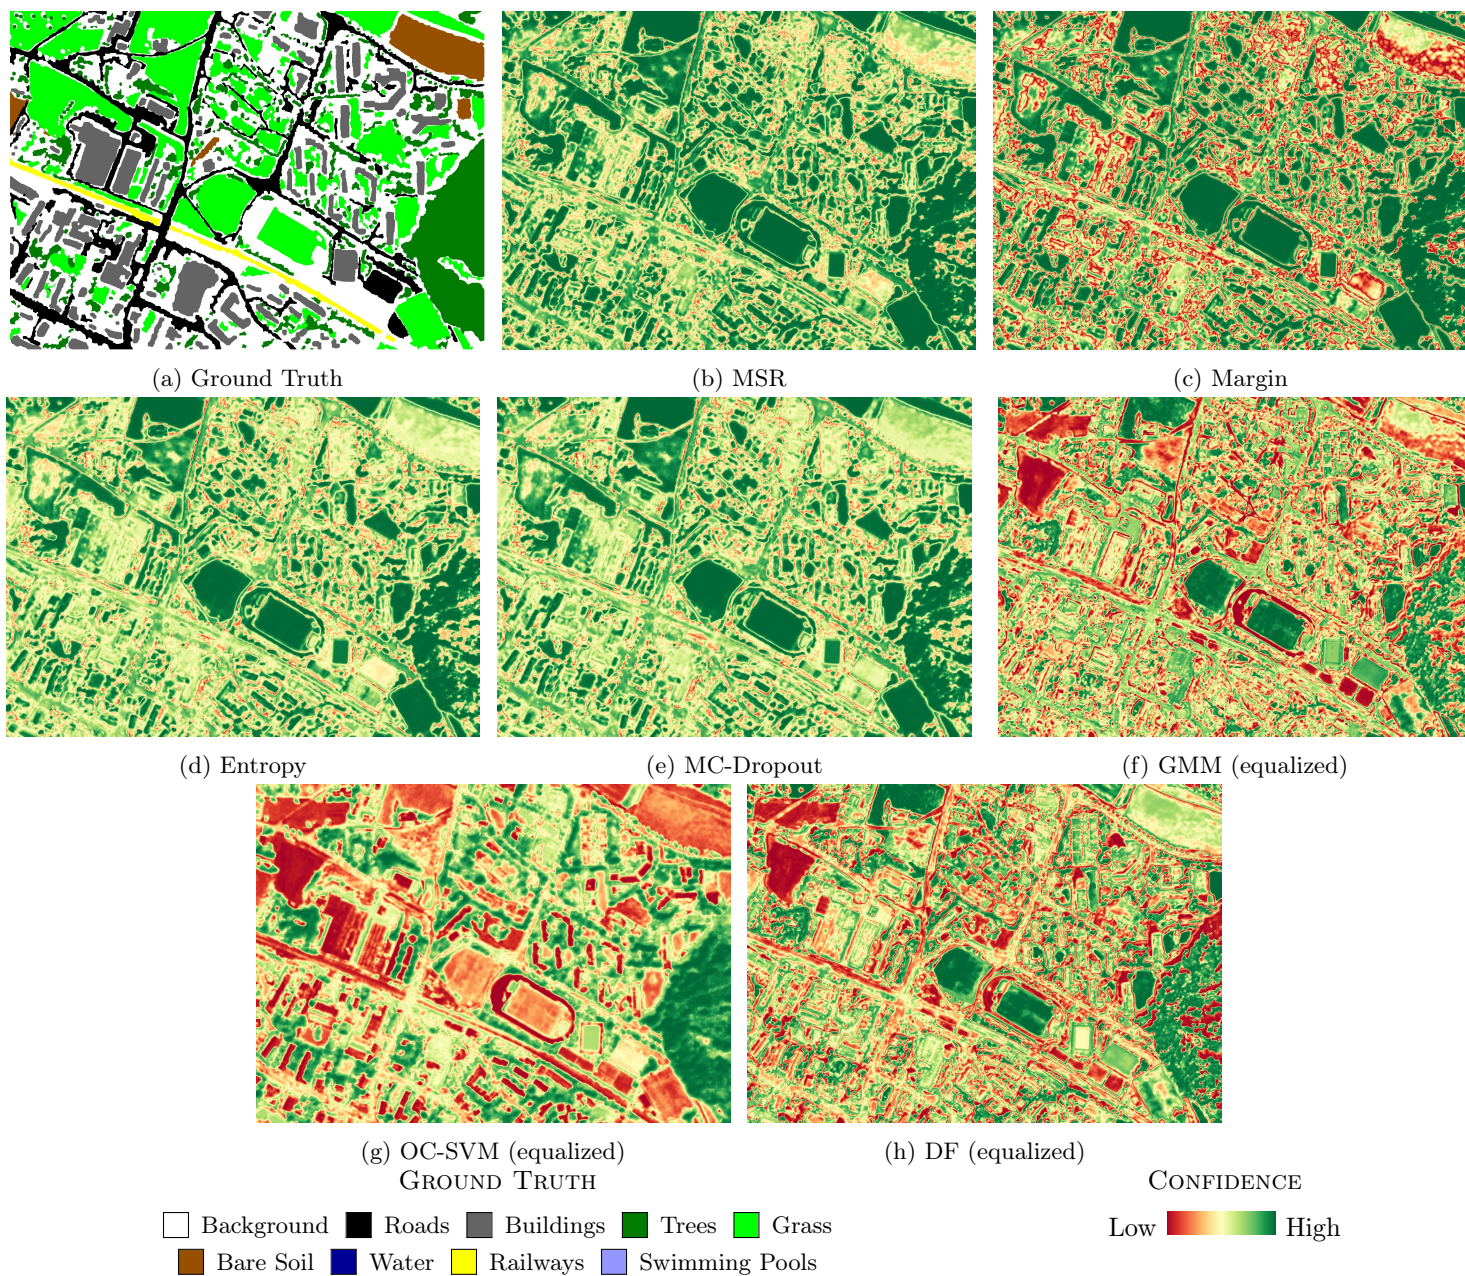 (a) Ground Truth
(b) MSR
(c) Margin
(d) Entropy
(e) MC-Dropout
(f) GMM (equalized)
(g) OC-SVM (equalized)
(h) DF (equalized)
GROUND TRUTH
CONFIDENCE
Background Roads Buildings Trees Grass
Low High
Bare Soil Water Railways Swimming Pools